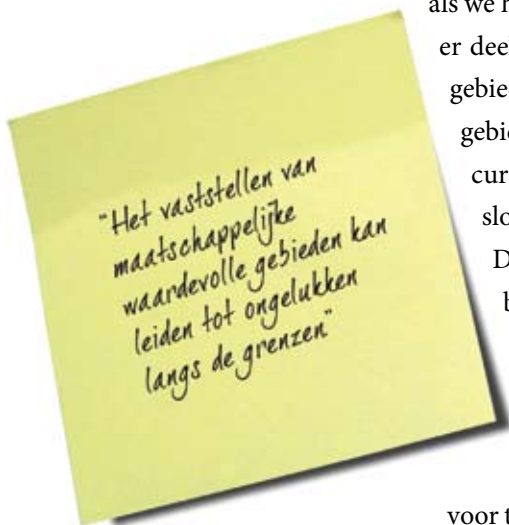 "Het vaststellen van
maatschappelijke
waardevolle gebieden kan
leiden tot ongelukken
langs de grenzen"
als we
er deel
gebie
gebie
cur
slo
D
b
voor t